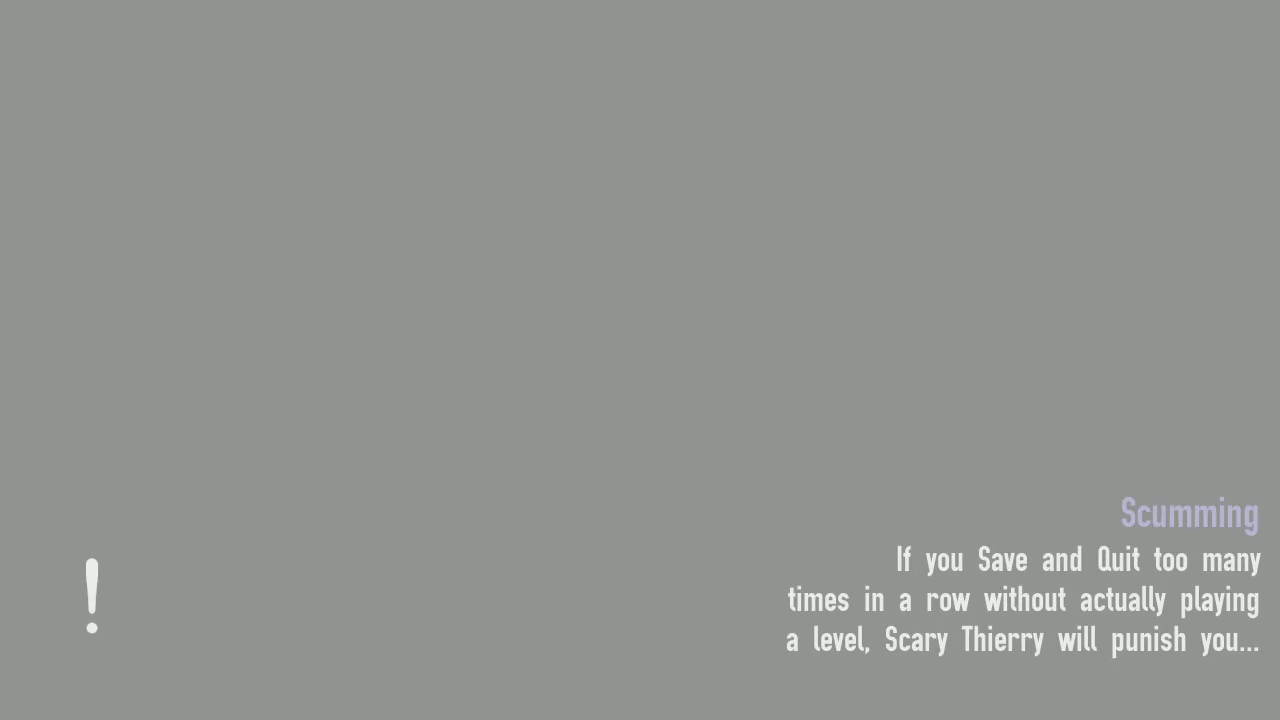 Scumming
If you Save and Quit too many
times in a row without actually playing
a level, Scary Thierry will punish you...
!